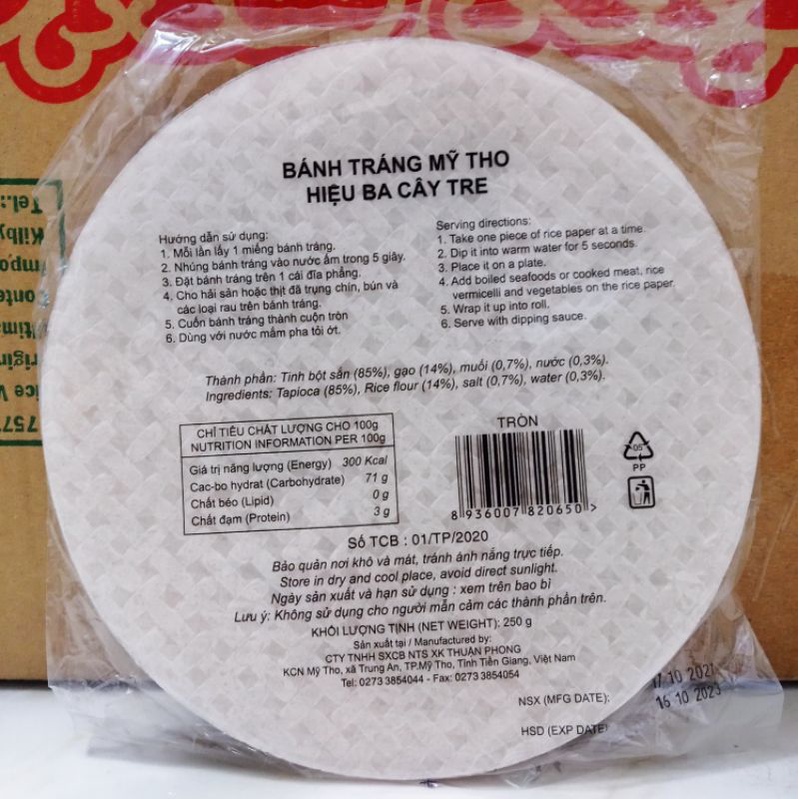 BÁNH TRÁNG MỸ THO
HIỆU BA CÂY TRE
Hướng dẫn sử dụng:
1. Mỗi lần lấy 1 miếng bánh tráng.
2. Nhúng bánh tráng vào nước ấm trong 5 giây.
3. Đặt bánh tráng trên 1 cái đĩa phẳng.
4. Cho hải sản hoặc thịt đã trụng chín, bún và
các loại rau trên bánh tráng.
5. Cuốn bánh tráng thành cuộn tròn
6. Dùng với nước mắm pha tỏi ớt.
Serving directions:
1. Take one piece of rice paper at a time.
2. Dip it into warm water for 5 seconds.
3. Place it on a plate.
4. Add boiled seafoods or cooked meat, rice
vermicelli and vegetables on the rice paper
5. Wrap it up into roll.
6. Serve with dipping sauce.
Thành phần: Tinh bột sắn (85%), gạo (14%), muối (0,7%), nước (0,3%).
Ingredients: Tapioca (85%), Rice flour (14%), salt (0,7%), water (0,3%).
CHỈ TIÊU CHẤT LƯỢNG CHO 100g
NUTRITION INFORMATION PER 100g
Giá trị năng lượng (Energy) 300 Kcal
Cac-bo hydrat (Carbohydrate) 71 g
Chất béo (Lipid) 0 g
Chất đạm (Protein) 3 g
TRÒN
8 936007 820650 >
05
PP
Số TCB : 01/TP/2020
Bảo quản nơi khô và mát, tránh ánh nắng trực tiếp.
Store in dry and cool place, avoid direct sunlight.
Ngày sản xuất và hạn sử dụng : xem trên bao bì
Lưu ý: Không sử dụng cho người mẫn cảm các thành phần trên.
KHỐI LƯỢNG TỊNH (NET WEIGHT): 250 g
Sản xuất tại / Manufactured by:
CTY TNHH SXCB NTS XK THUẬN PHONG
KCN Mỹ Tho, xã Trung An, TP.Mỹ Tho, Tỉnh Tiền Giang, Việt Nam
Tel: 0273 3854044 - Fax: 0273 3854054
NSX (MFG DATE): 17 10 2021
HSD (EXP DATE) 16 10 2023
Tel.:
Kilby